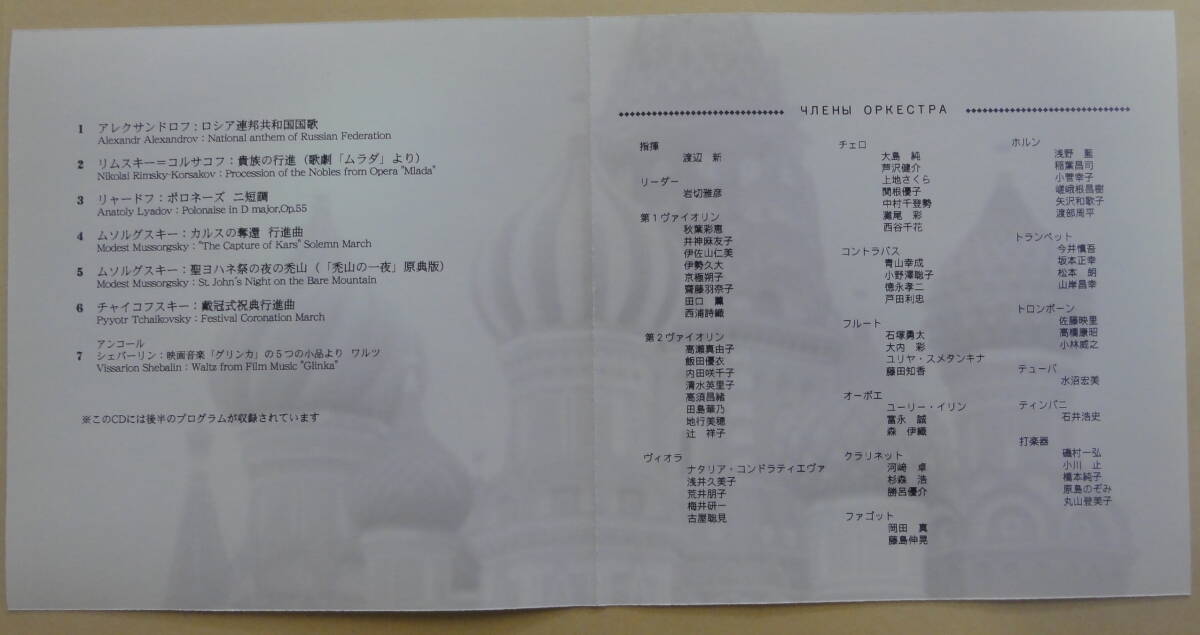 1 アレクサンドロフ：ロシア連邦共和国国歌
Alexandr Alexandrov : National anthem of Russian Federation
2 リムスキー＝コルサコフ：貴族の行進（歌劇「ムラダ」より）
Nikolai Rimsky-Korsakov : Procession of the Nobles from Opera "Mlada"
3 リャードフ：ポロネーズ 二短調
Anatoly Lyadov : Polonaise in D major,Op.55
4 ムソルグスキー：カルスの奪還 行進曲
Modest Mussorgsky : "The Capture of Kars" Solemn March
5 ムソルグスキー：聖ヨハネ祭の夜の禿山（「禿山の一夜」原典版）
Modest Mussorgsky : St. John's Night on the Bare Mountain
6 チャイコフスキー：戴冠式祝典行進曲
Pyyotr Tchaikovsky : Festival Coronation March
アンコール
7 シェバーリン：映画音楽「グリンカ」の5つの小品より ワルツ
Vissarion Shebalin : Waltz from Film Music "Glinka"
※このCDには後半のプログラムが収録されています
ЧЛЕНЫ ОРКЕСТРА
指揮
渡辺 新
リーダー
岩切雅彦
第1ヴァイオリン
秋葉彩恵
井神麻友子
伊佐山仁美
伊勢久大
京極朔子
齋藤羽奈子
田口 薫
西浦詩織
第2ヴァイオリン
高瀬真由子
飯田優衣
内田咲千子
清水英里子
高須昌緒
田島華乃
地行美穂
辻 祥子
ヴィオラ
ナタリア・コンドラティエヴァ
浅井久美子
荒井朋子
梅井研一
古屋聡見
チェロ
大島 純
芦沢健介
上地さくら
関根優子
中村千登勢
灘尾 彩
西谷千花
コントラバス
青山幸成
小野澤聡子
徳永孝二
戸田利忠
フルート
石塚勇太
大内 彩
ユリヤ・スメタンキナ
藤田知香
オーボエ
ユーリー・イリン
富永 誠
森 伊織
クラリネット
河﨑 卓
杉森 浩
勝呂優介
ファゴット
岡田 真
藤島伸晃
ホルン
浅野 藍
稲葉昌司
小菅幸子
嵯峨根昌樹
矢沢和歌子
渡部周平
トランペット
今井慎吾
坂本正幸
松本 朗
山岸昌幸
トロンボーン
佐藤映里
高橋康昭
小林威之
テューバ
水沼宏美
ティンパニ
石井浩史
打楽器
磯村一弘
小川 止
橋本純子
原島のぞみ
丸山登美子